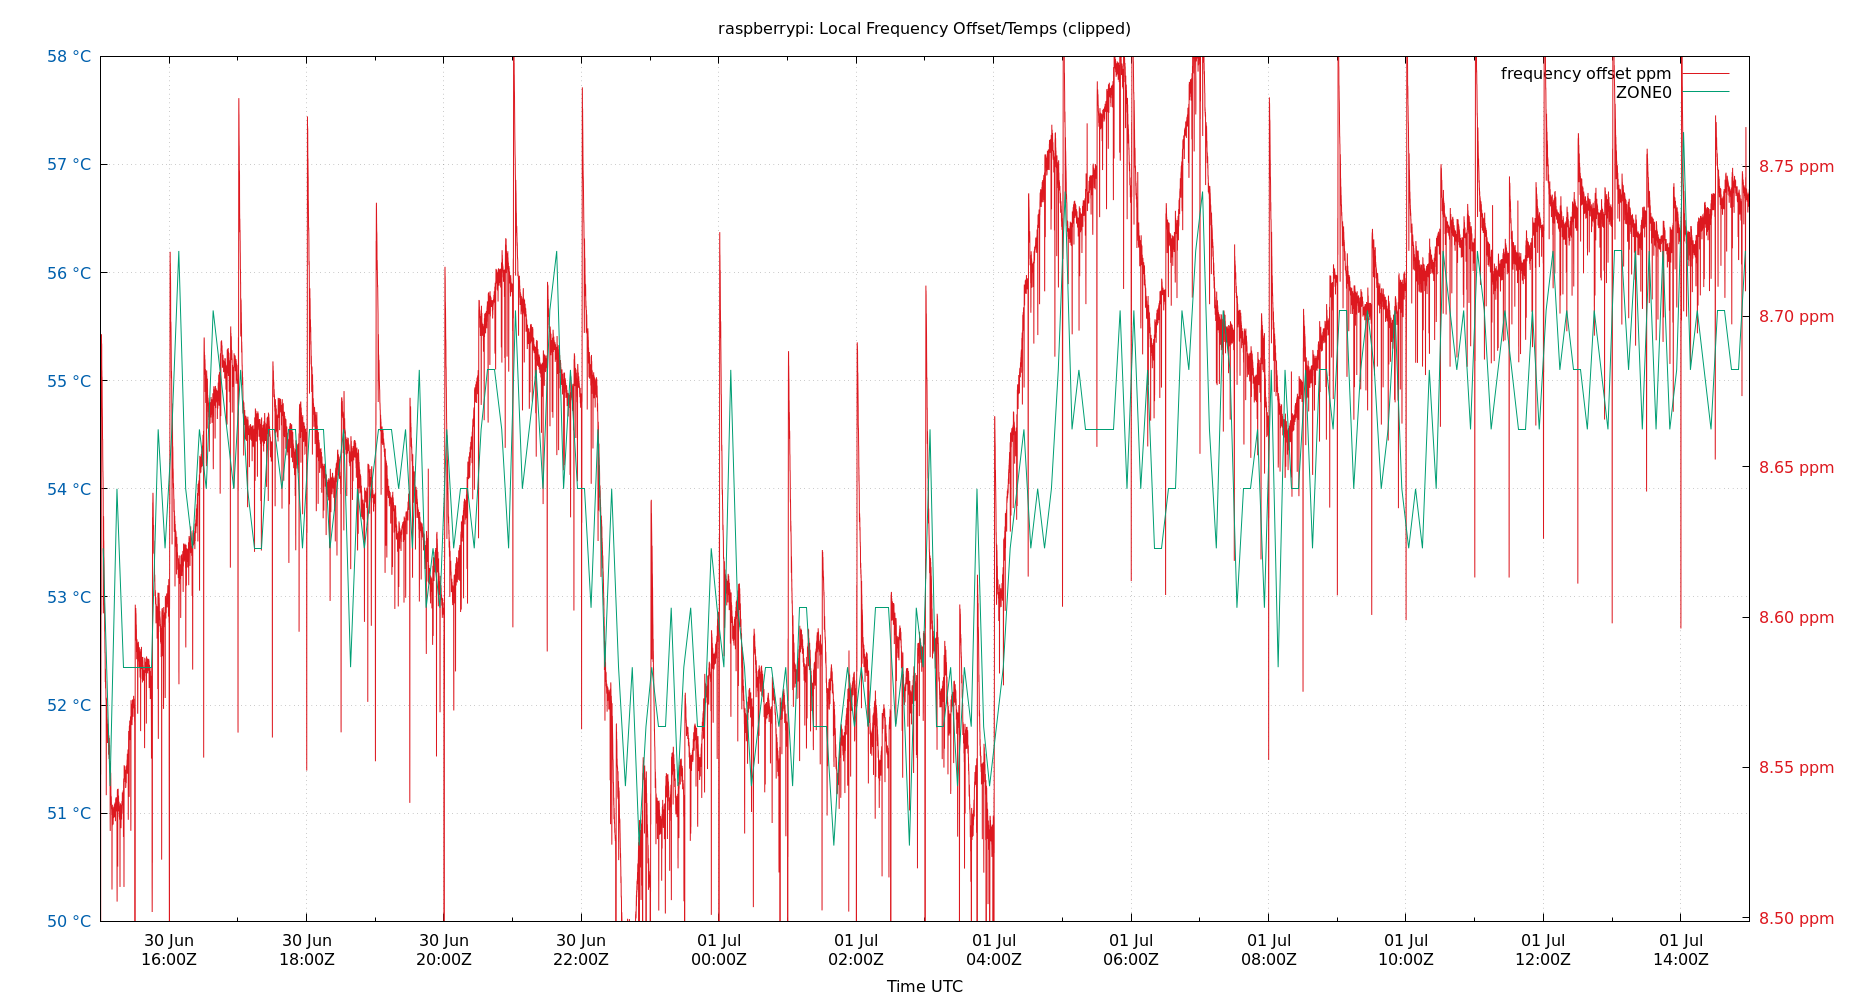 raspberrypi: Local Frequency Offset/Temps (clipped)
58 °C
57 °C
56 °C
55 °C
54 °C
53 °C
52 °C
51 °C
50 °C
frequency offset ppm
ZONE0
8.75 ppm
8.70 ppm
8.65 ppm
8.60 ppm
8.55 ppm
8.50 ppm
30 Jun
16:00Z
30 Jun
18:00Z
30 Jun
20:00Z
30 Jun
22:00Z
01 Jul
00:00Z
01 Jul
02:00Z
01 Jul
04:00Z
01 Jul
06:00Z
01 Jul
08:00Z
01 Jul
10:00Z
01 Jul
12:00Z
01 Jul
14:00Z
Time UTC